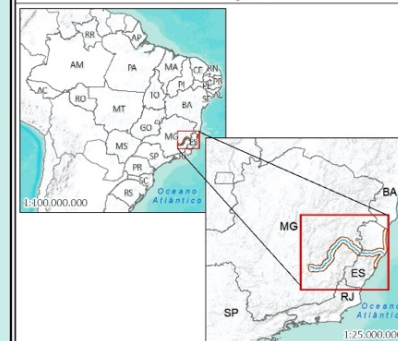 RR
AP
AM
PA
MA
CE
RN
PI
PB
AL
SE
AC
RO
TO
BA
MT
GO
MG
ES
MS
SP
PR
SC
RS
Oceano
Atlântico
1:100.000.000
BA
MG
ES
RJ
SP
Oceano
Atlântico
1:25.000.000